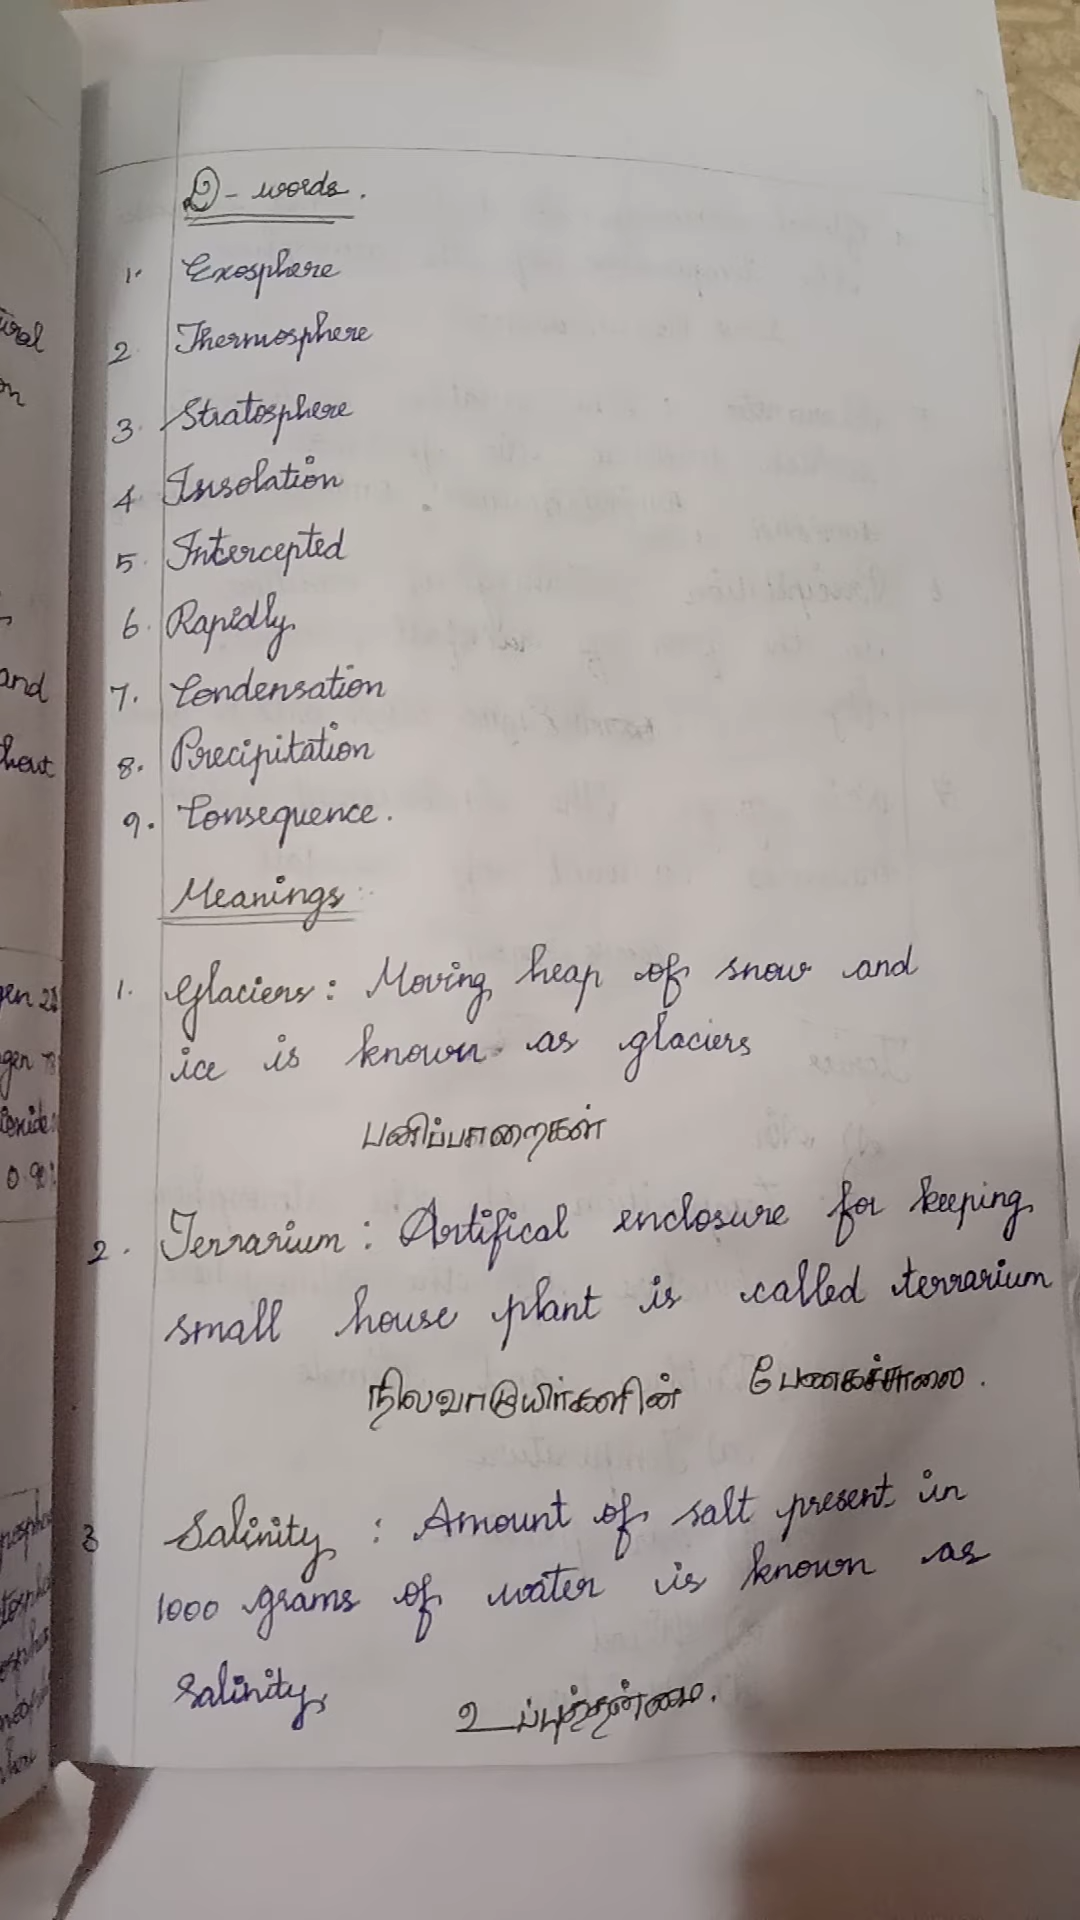 D - words.
1. Exosphere
2. Thermosphere
3. Stratosphere
4. Insolation
5. Intercepted
6. Rapidly
7. Condensation
8. Precipitation
9. Consequence.
Meanings :
1. Glaciers : Moving heap of snow and
ice is known as glaciers
பனிப்பாறைகள்
2. Terrarium : Artifical enclosure for keeping
small house plant is called terrarium
நிலவாழுயிர்களின் பேணகச்சாலை.
3 Salinity : Amount of salt present in
1000 grams of water is known as
Salinity
உப்புத்தன்மை.